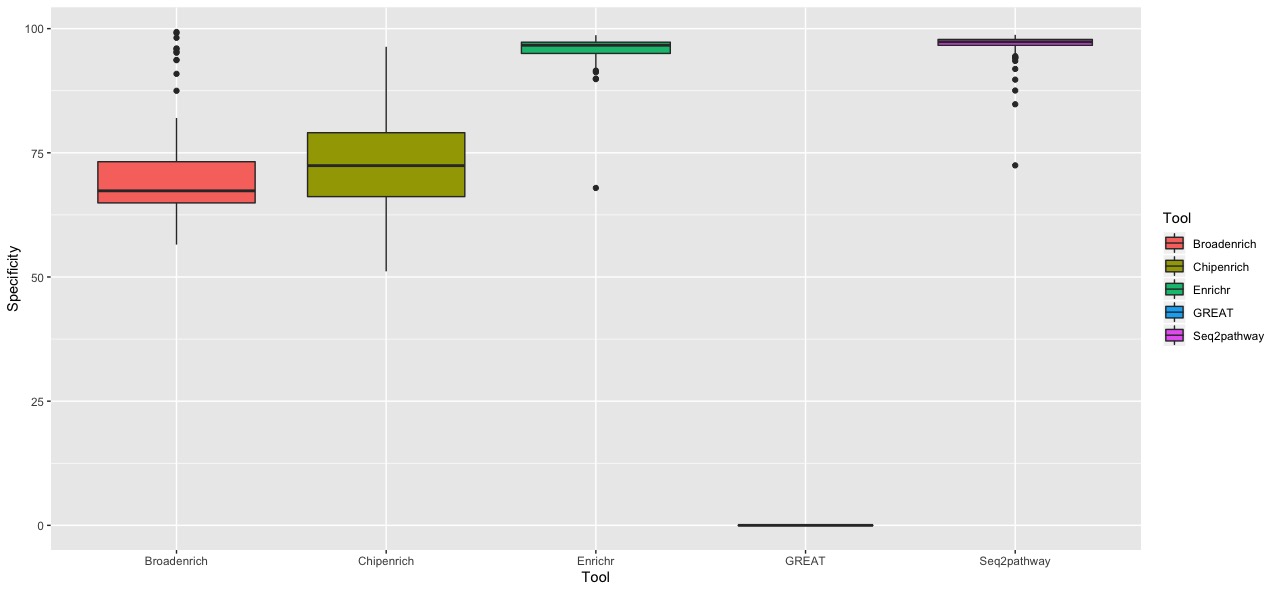 100
75
50
25
0
Specificity
Broadenrich
Chipenrich
Enrichr
GREAT
Seq2pathway
Tool
Tool
Broadenrich
Chipenrich
Enrichr
GREAT
Seq2pathway